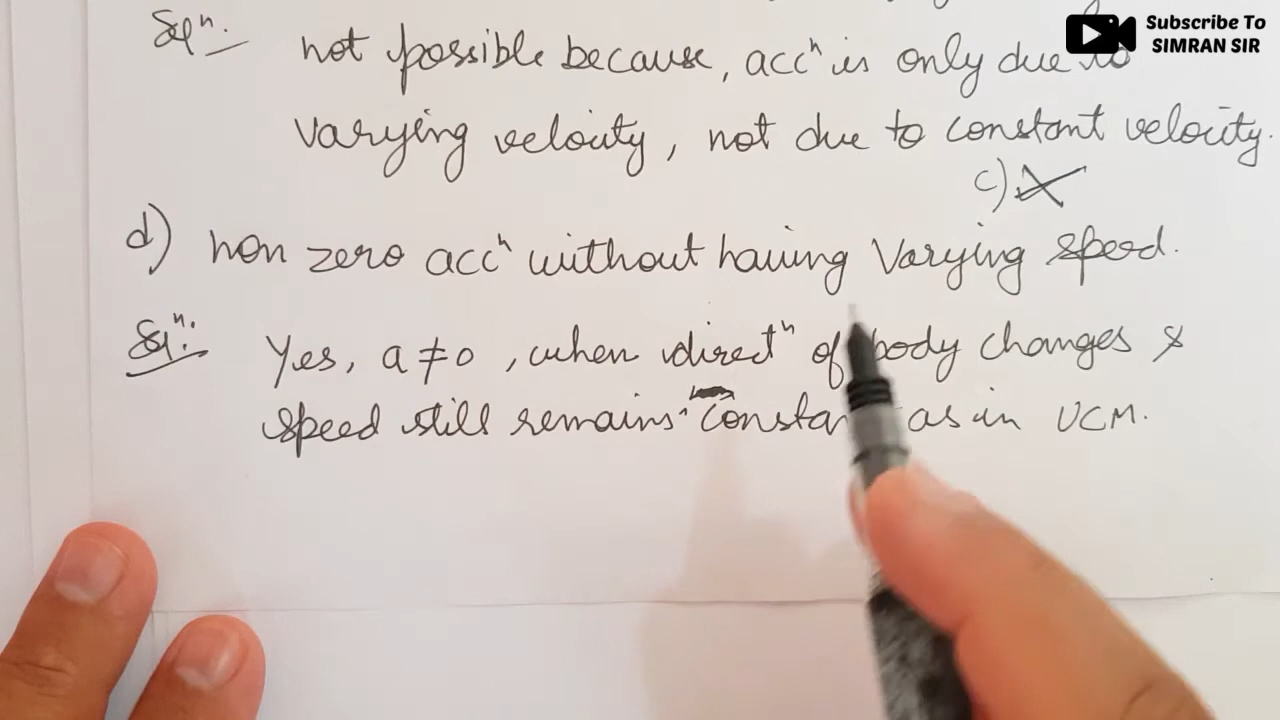 Subscribe To
SIMRAN SIR
Solⁿ. not possible because, accⁿ is only due to
varying velocity, not due to constant velocity.
c) X
d) non zero accⁿ without having varying speed.
Solⁿ: Yes, a ≠ 0, when directⁿ of body changes &
speed still remains constant as in UCM.